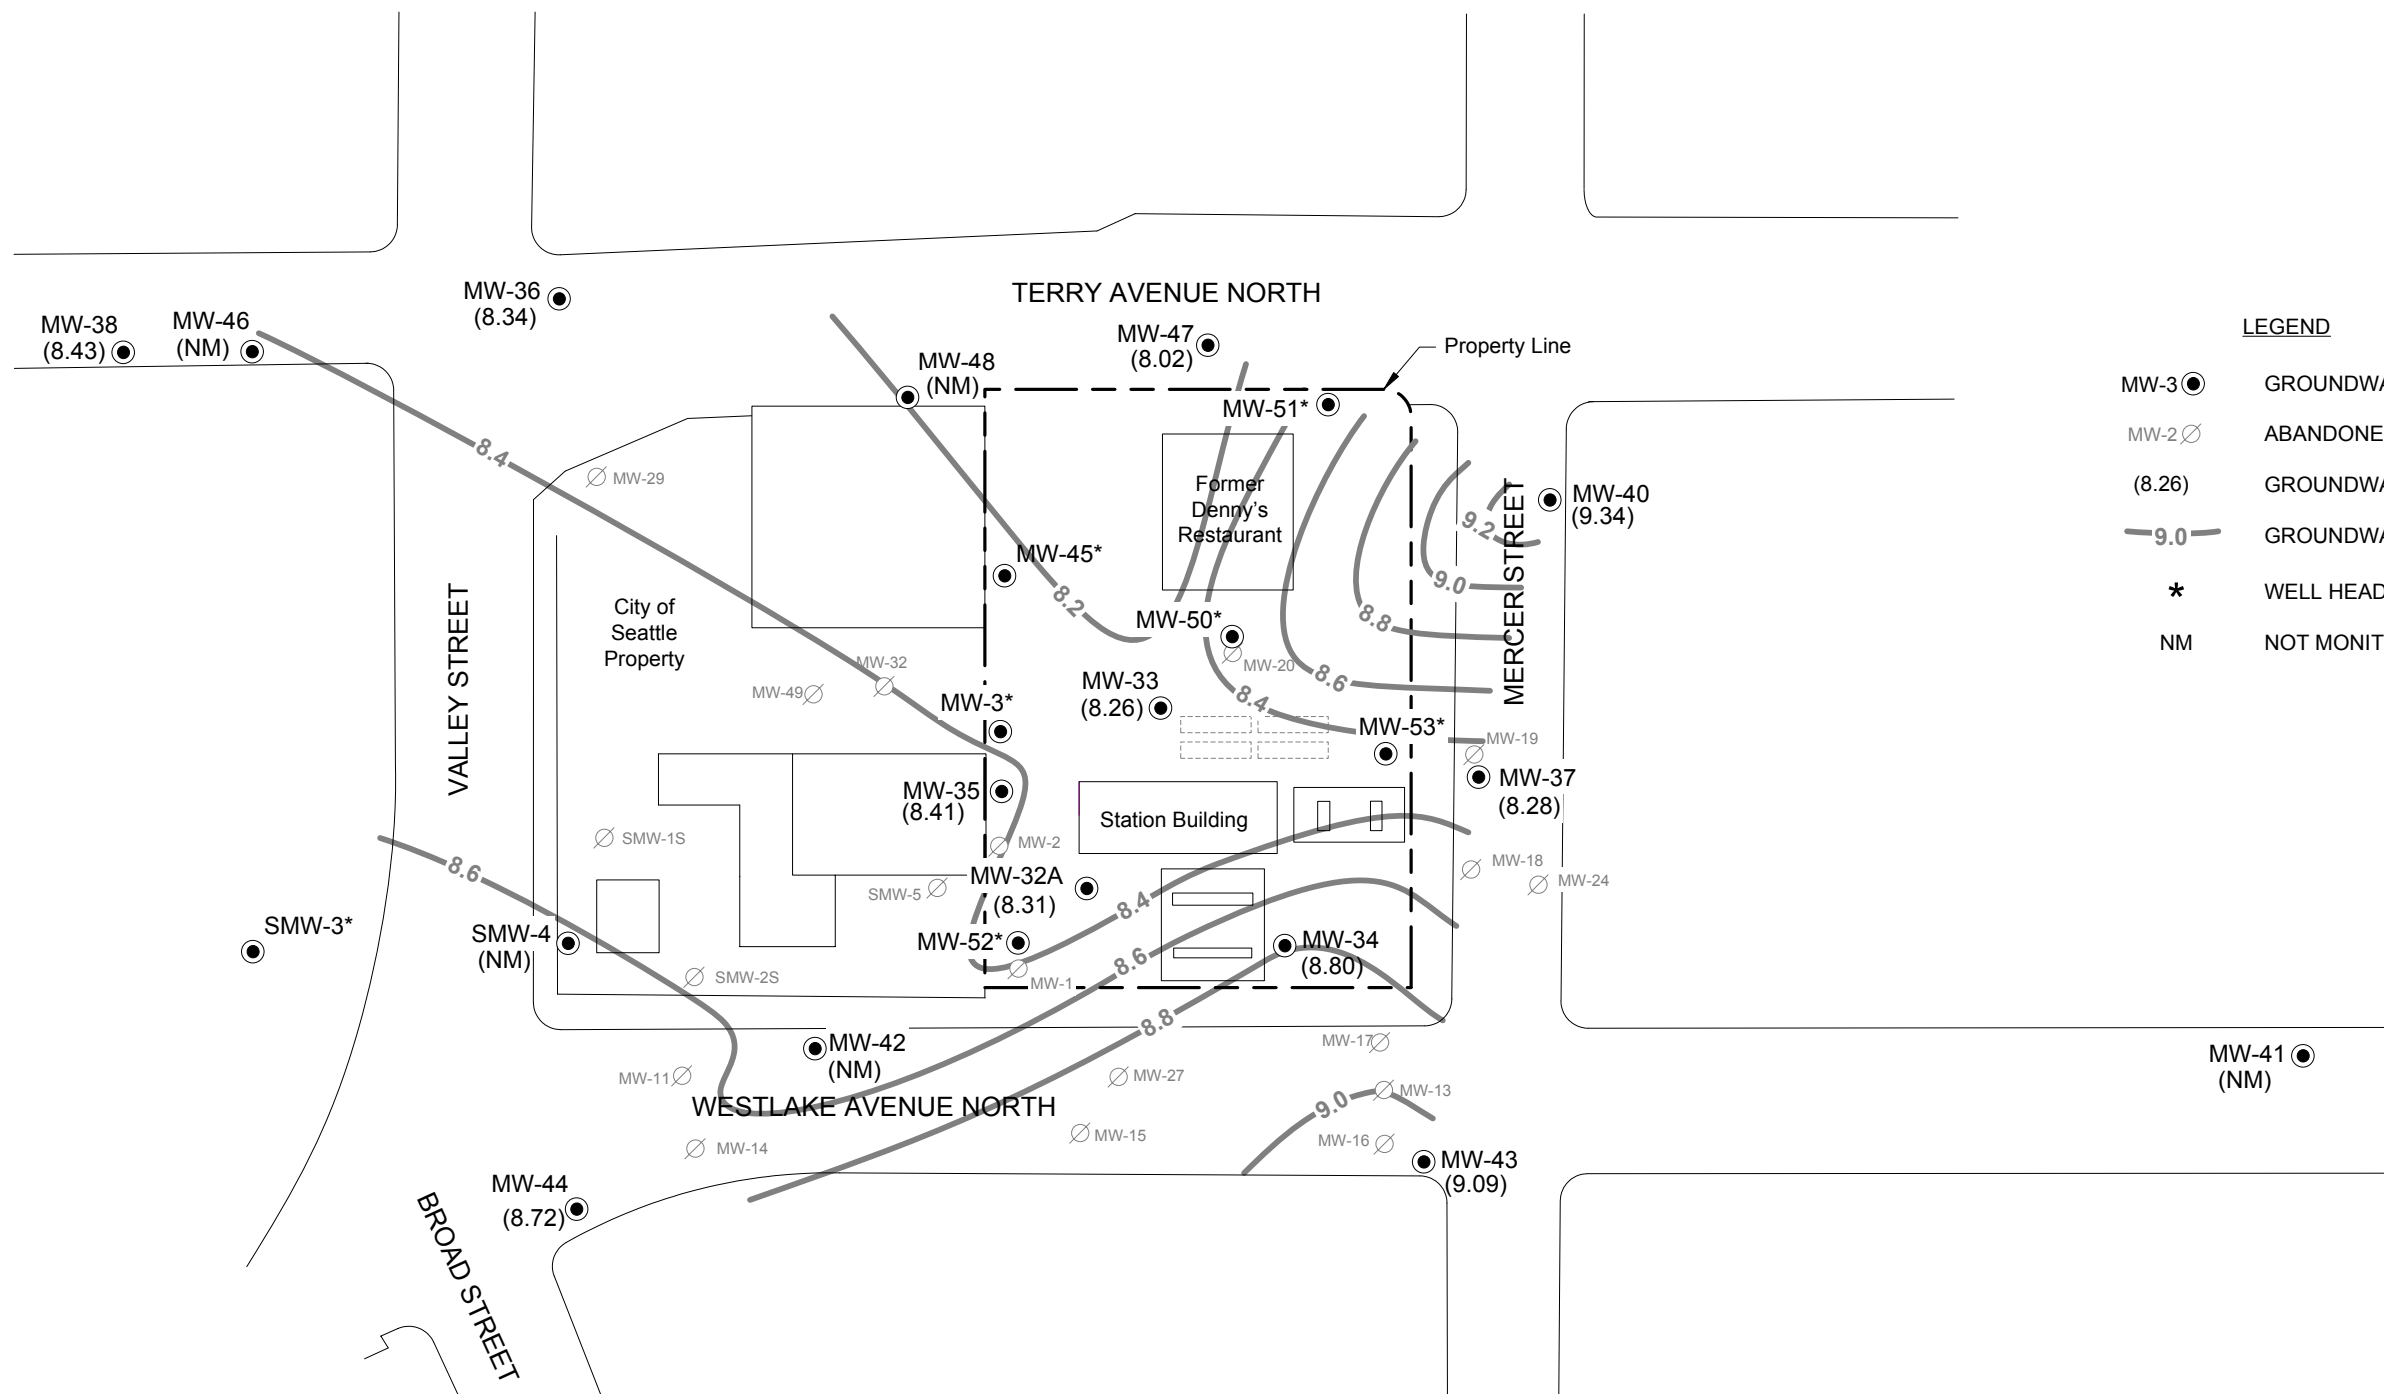 TERRY AVENUE NORTH
MW-36
(8.34)
MW-38
(8.43)
MW-46
(NM)
MW-47
(8.02)
Property Line
MW-48
(NM)
MW-51*
LEGEND
MW-3
GROUNDWA
MW-2
ABANDONE
(8.26)
GROUNDWA
9.0
GROUNDWA
*
WELL HEAD
NM
NOT MONIT
8.4
MW-29
Former
Denny's
Restaurant
MW-40
(9.34)
9.2
MERCER STREET
MW-45*
9.0
8.2
8.8
City of
Seattle
Property
MW-50*
MW-20
VALLEY STREET
MW-32
MW-49
MW-33
(8.26)
8.6
8.4
MW-3*
MW-53*
MW-19
MW-37
(8.28)
MW-35
(8.41)
Station Building
SMW-1S
MW-2
MW-18
MW-24
8.6
MW-32A
(8.31)
SMW-5
8.4
SMW-3*
SMW-4
(NM)
MW-52*
MW-34
(8.80)
8.6
SMW-2S
MW-1
8.8
MW-42
(NM)
MW-17
MW-41
(NM)
MW-11
MW-27
MW-13
WESTLAKE AVENUE NORTH
9.0
MW-14
MW-15
MW-16
MW-43
(9.09)
MW-44
(8.72)
BROAD STREET